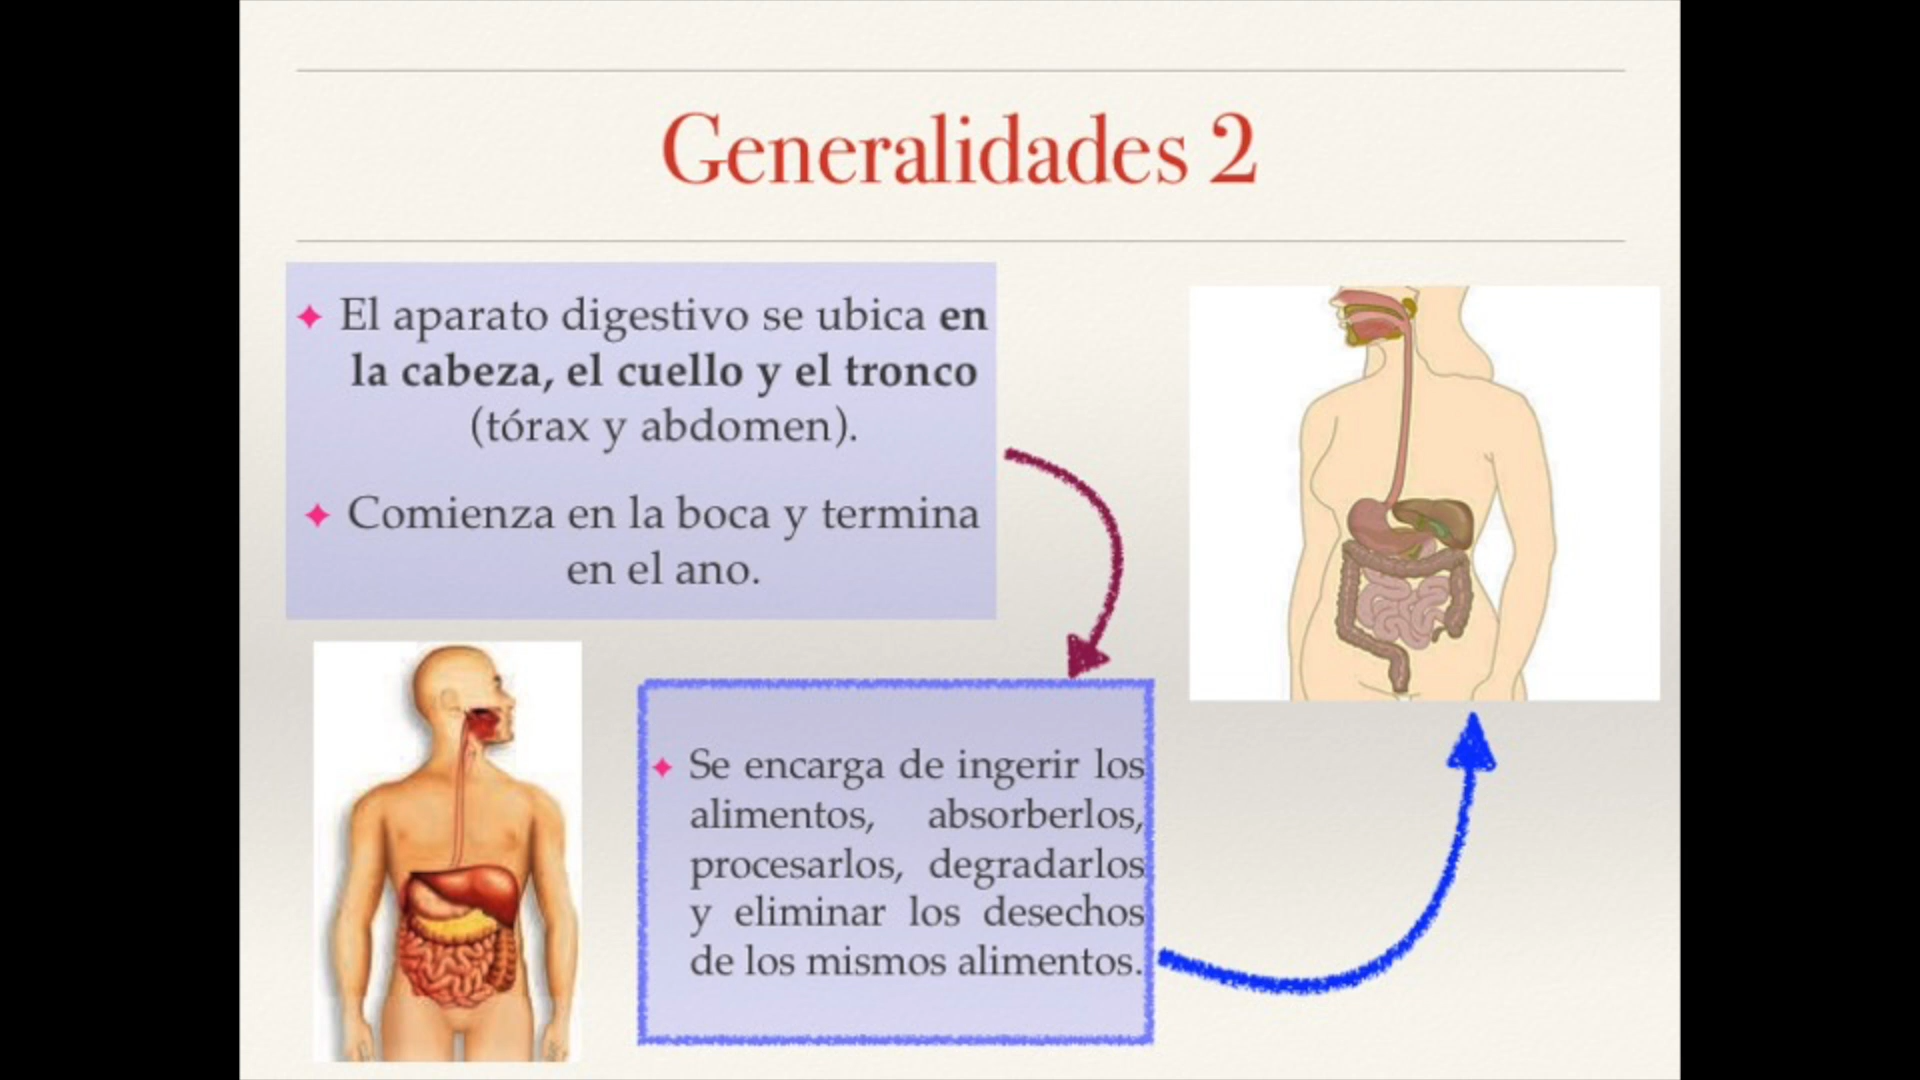 Generalidades 2
✦ El aparato digestivo se ubica en
la cabeza, el cuello y el tronco
(tórax y abdomen).
✦ Comienza en la boca y termina
en el ano.
✦ Se encarga de ingerir los
alimentos, absorberlos,
procesarlos, degradarlos
y eliminar los desechos
de los mismos alimentos.